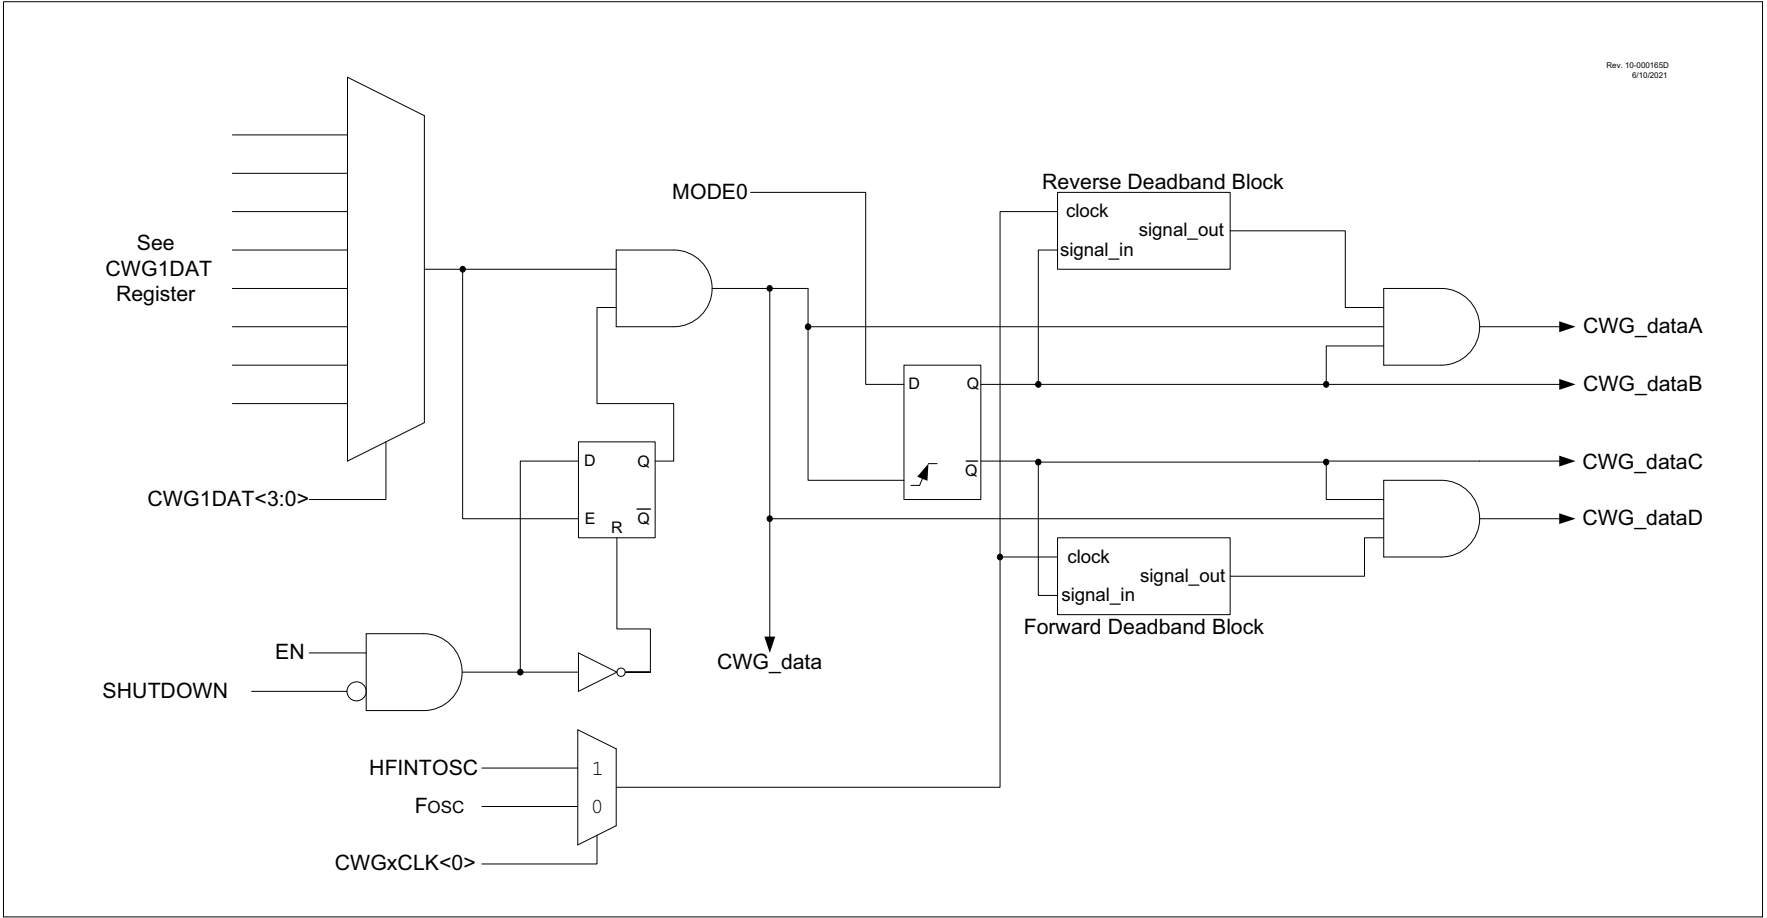 Rev. 10-000165D
6/10/2021
See
CWG1DAT
Register
CWG1DAT<3:0>
MODE0
Reverse Deadband Block
clock
signal_out
signal_in
CWG_dataA
D
Q
CWG_dataB
Q
CWG_dataC
D
Q
E
R
Q
CWG_dataD
clock
signal_out
signal_in
Forward Deadband Block
EN
SHUTDOWN
CWG_data
HFINTOSC
1
FOSC
0
CWGxCLK<0>